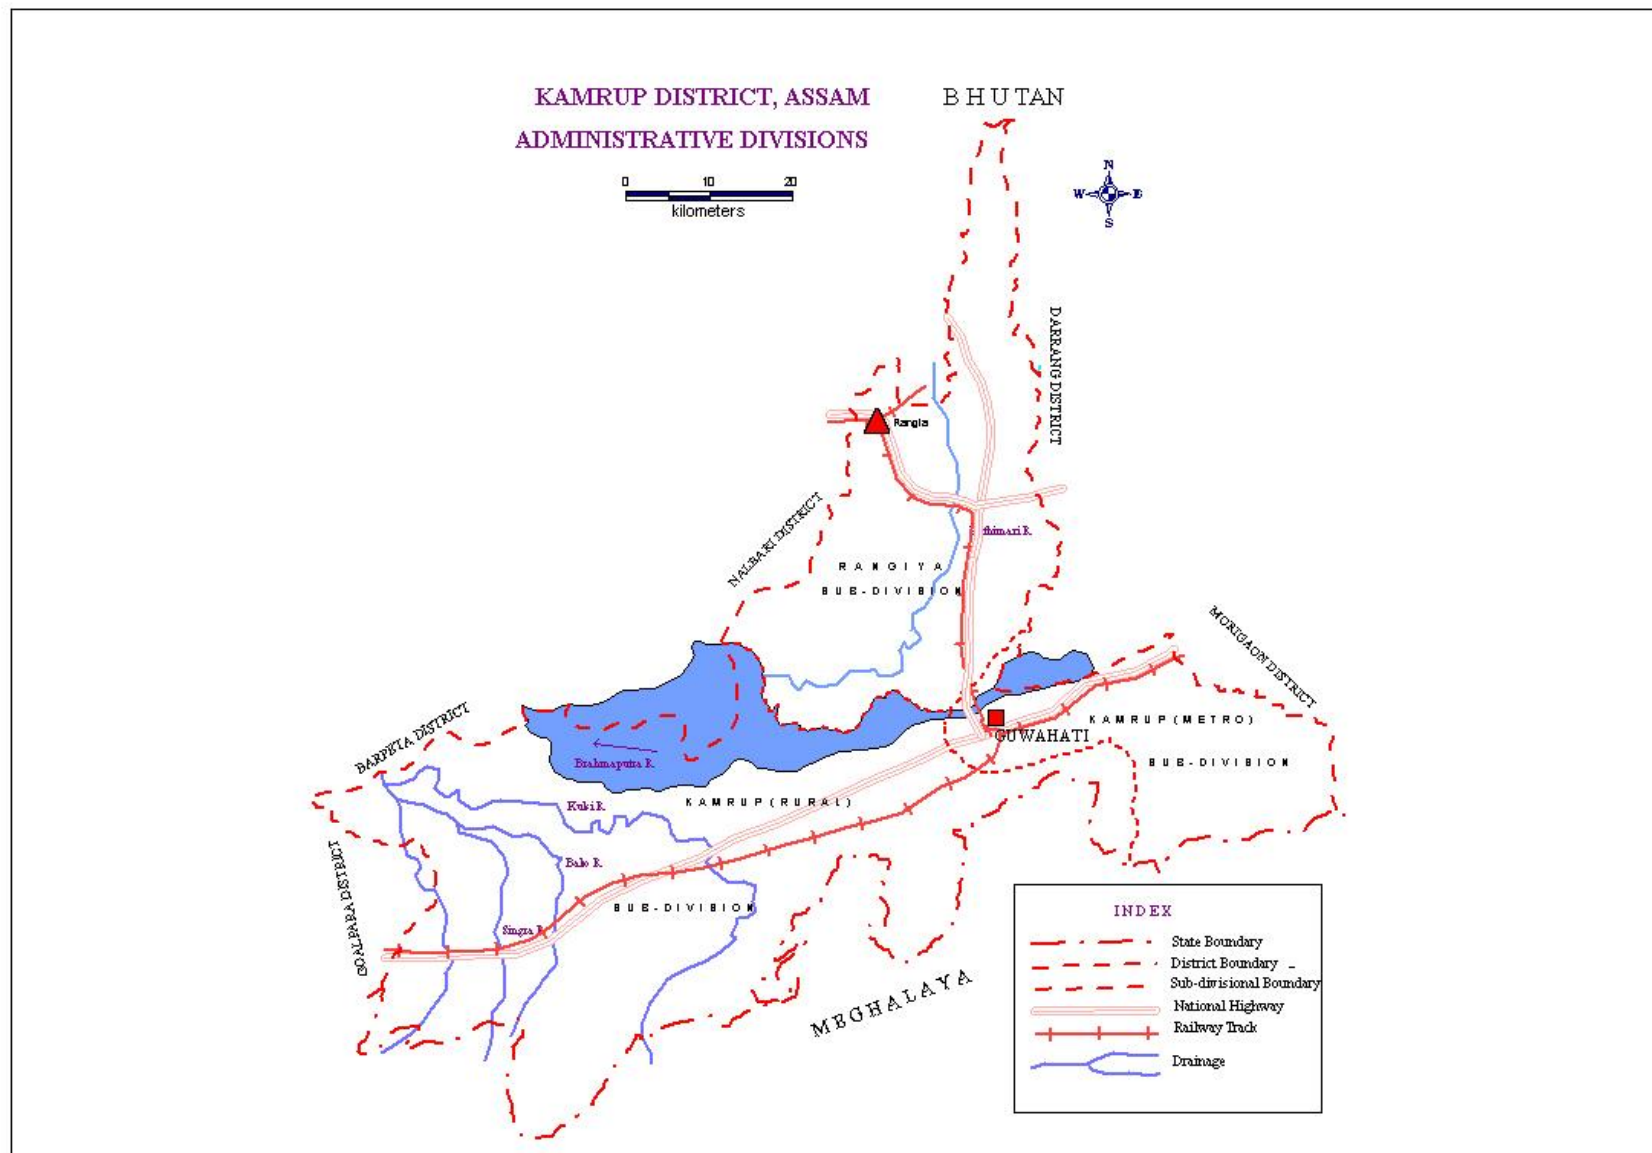 KAMRUP DISTRICT, ASSAM
BHUTAN
ADMINISTRATIVE DIVISIONS
0 10 20
kilometers
N
W E
S
DARRANG DISTRICT
Rangia
NALBARI DISTRICT
thimari R.
RANGIYA
SUB-DIVISION
MORIGAON DISTRICT
BARPETA DISTRICT
KAMRUP (METRO)
GUWAHATI
SUB-DIVISION
Brahmaputra R.
KAMRUP (RURAL)
Kuki R.
GOALPARA DISTRICT
R.
SUB-DIVISION
Singra R.
MEGHALAYA
INDEX
State Boundary
District Boundary
Sub-divisional Boundary
National Highway
Railway Track
Drainage